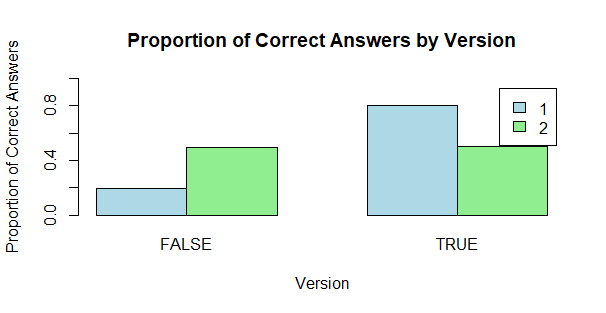 Proportion of Correct Answers by Version
Proportion of Correct Answers
0.8
0.4
0.0
1
2
FALSE
TRUE
Version